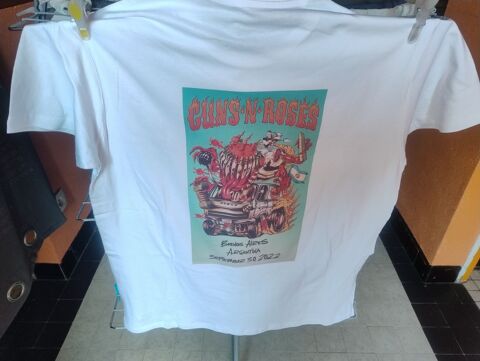 GUNS N' ROSES
BUENOS AIRES
ARGENTINA
SEPTEMBER 30, 2022